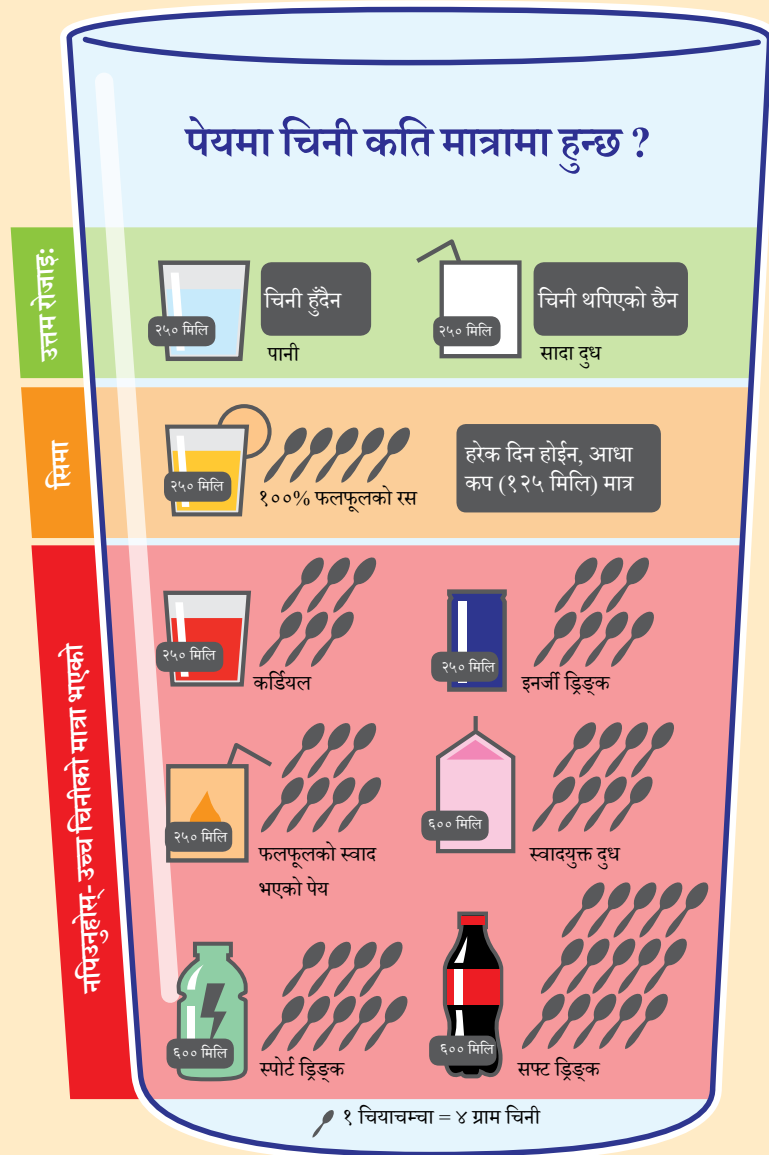 पेयमा चिनी कति मात्रामा हुन्छ ?
उत्तम रोजाइः
२५० मिलि
चिनी हुँदैन
पानी
२५० मिलि
चिनी थपिएको छैन
सादा दुध
सिमा
२५० मिलि
१००% फलफूलको रस
हरेक दिन होईन, आधा
कप (१२५ मिलि) मात्र
नपिउनुहोस्- उच्च चिनीको मात्रा भएको
२५० मिलि
कर्डियल
२५० मिलि
इनर्जी ड्रिङ्क
२५० मिलि
फलफूलको स्वाद
भएको पेय
६०० मिलि
स्वादयुक्त दुध
६०० मिलि
स्पोर्ट ड्रिङ्क
६०० मिलि
सफ्ट ड्रिङ्क
१ चियाचम्चा = ४ ग्राम चिनी